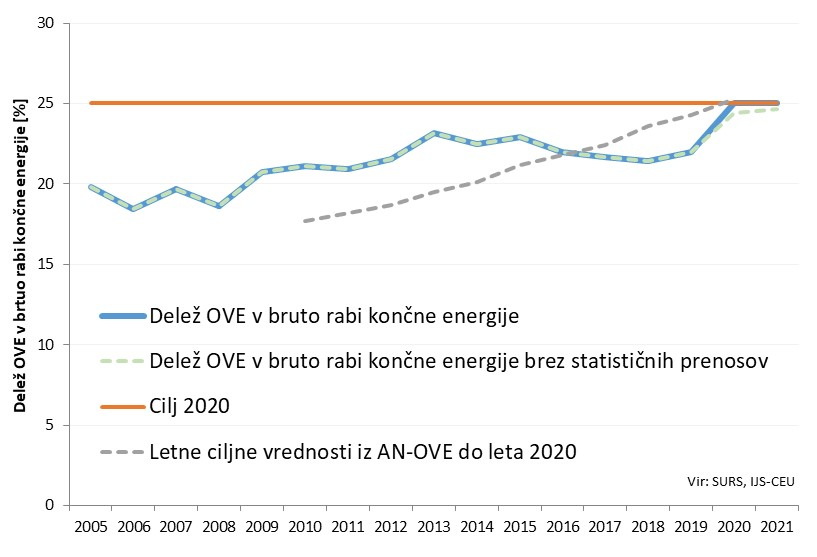 Delež OVE v brtuo rabi končne energije [%]
30
25
20
15
10
5
0
Delež OVE v bruto rabi končne energije
Delež OVE v bruto rabi končne energije brez statističnih prenosov
Cilj 2020
Letne ciljne vrednosti iz AN-OVE do leta 2020
Vir: SURS, IJS-CEU
2005 2006 2007 2008 2009 2010 2011 2012 2013 2014 2015 2016 2017 2018 2019 2020 2021